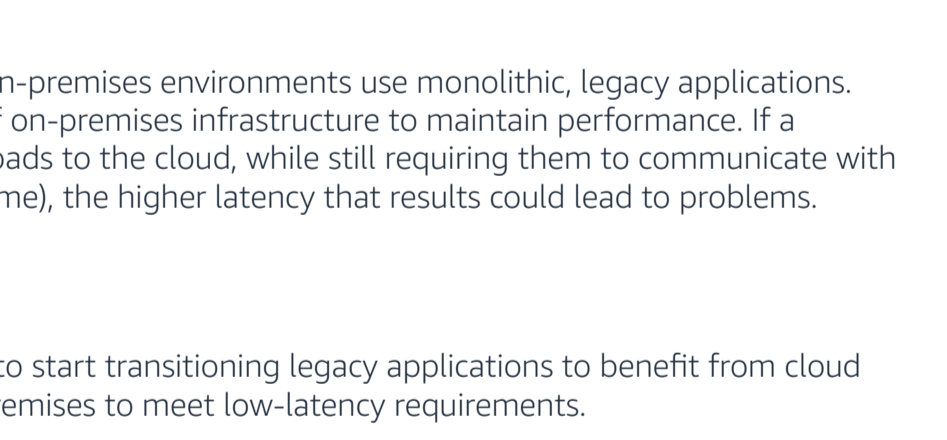 n-premises environments use monolithic, legacy applications.
on-premises infrastructure to maintain performance. If a
oads to the cloud, while still requiring them to communicate with
me), the higher latency that results could lead to problems.
to start transitioning legacy applications to benefit from cloud
remises to meet low-latency requirements.